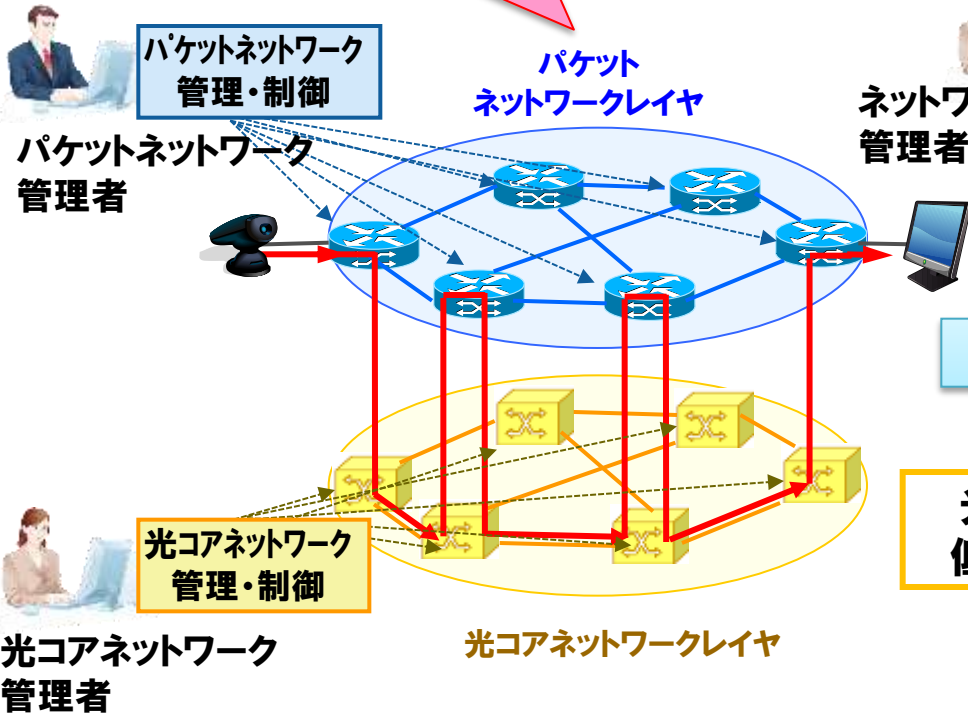 パケットネットワーク
管理・制御
パケットネットワーク
管理者
パケット
ネットワークレイヤ
ネットワ
管理者
光コアネットワーク
管理・制御
光コアネットワーク
管理者
光コアネットワークレイヤ